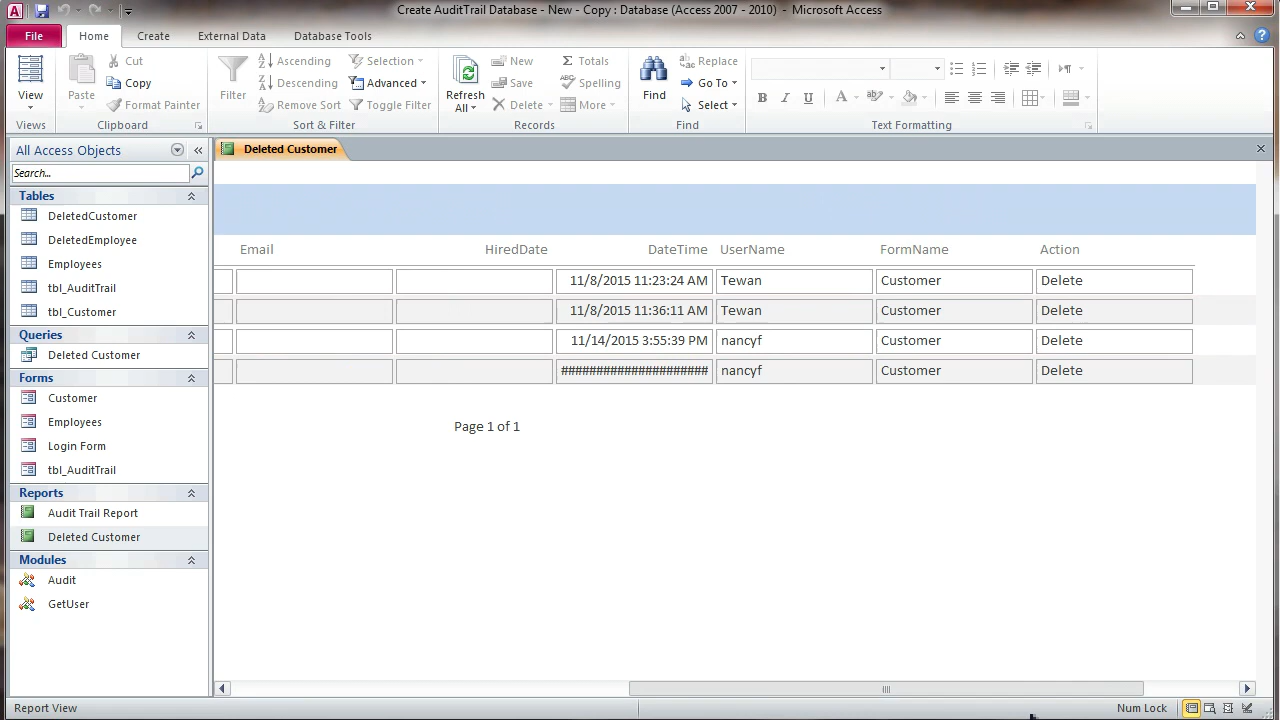 Create AuditTrail Database - New - Copy : Database (Access 2007 - 2010) - Microsoft Access
File Home Create External Data Database Tools
View
Views
Paste
Cut
Copy
Format Painter
Clipboard
Filter
Ascending
Descending
Remove Sort
Selection
Advanced
Toggle Filter
Sort & Filter
Refresh
All
New
Save
Delete
Totals
Spelling
More
Records
Find
Replace
Go To
Select
Find
B I U A ab
Text Formatting
All Access Objects
Search...
Tables
DeletedCustomer
DeletedEmployee
Employees
tbl_AuditTrail
tbl_Customer
Queries
Deleted Customer
Forms
Customer
Employees
Login Form
tbl_AuditTrail
Reports
Audit Trail Report
Deleted Customer
Modules
Audit
GetUser
Deleted Customer
Email HiredDate DateTime UserName FormName Action
11/8/2015 11:23:24 AM Tewan Customer Delete
11/8/2015 11:36:11 AM Tewan Customer Delete
11/14/2015 3:55:39 PM nancyf Customer Delete
##################### nancyf Customer Delete
Page 1 of 1
Report View Num Lock